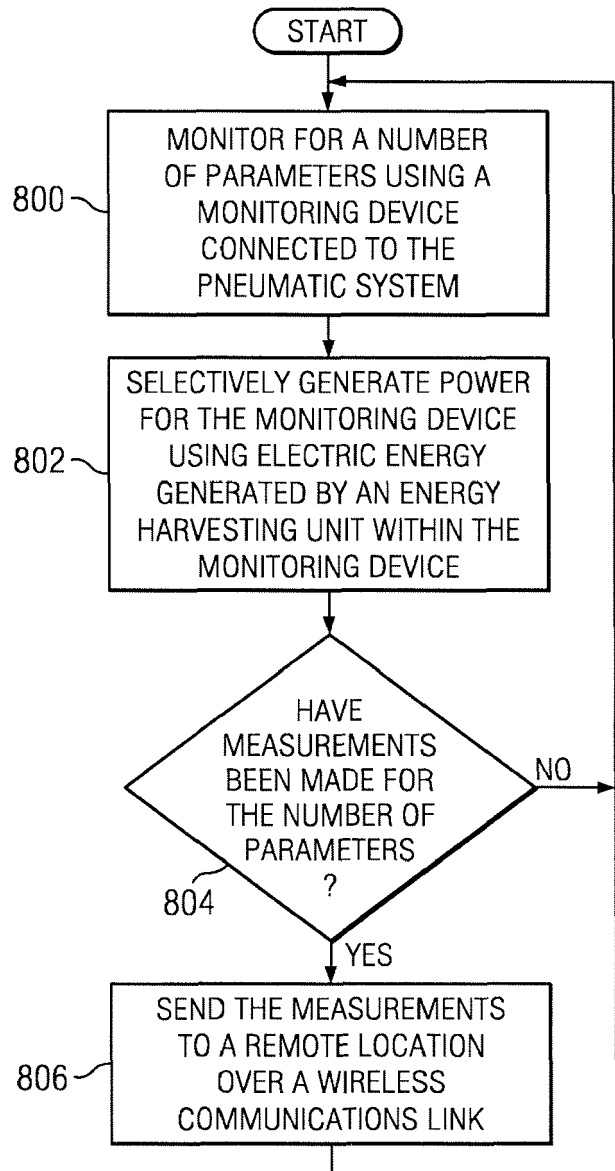 START
800
MONITOR FOR A NUMBER
OF PARAMETERS USING A
MONITORING DEVICE
CONNECTED TO THE
PNEUMATIC SYSTEM
802
SELECTIVELY GENERATE POWER
FOR THE MONITORING DEVICE
USING ELECTRIC ENERGY
GENERATED BY AN ENERGY
HARVESTING UNIT WITHIN THE
MONITORING DEVICE
HAVE
MEASUREMENTS
BEEN MADE FOR
THE NUMBER OF
PARAMETERS
?
804
NO
YES
806
SEND THE MEASUREMENTS
TO A REMOTE LOCATION
OVER A WIRELESS
COMMUNICATIONS LINK